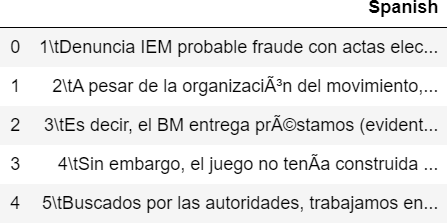 Spanish
0 1\tDenuncia IEM probable fraude con actas elec...
1 2\tA pesar de la organizaciÃ³n del movimiento,...
2 3\tEs decir, el BM entrega prÃ©stamos (evident...
3 4\tSin embargo, el juego no tenÃa construida ...
4 5\tBuscados por las autoridades, trabajamos en...